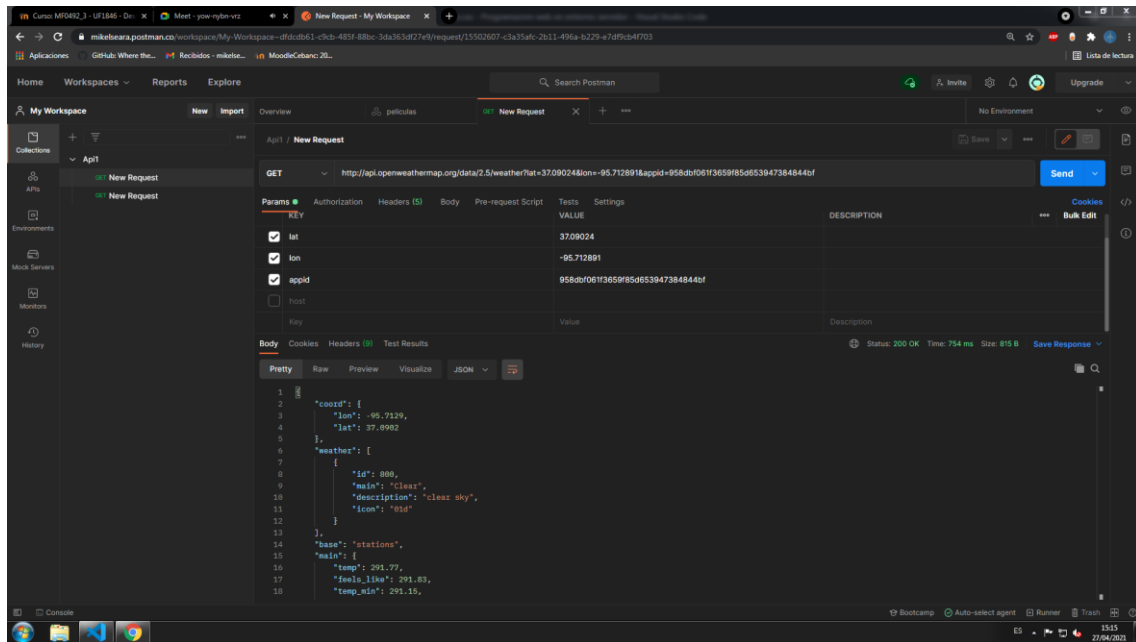 Curso: MF0492_3 - UF1846 - De: Meet - yow-nybn-vrz New Request - My Workspace
mikelseara.postman.co/workspace/My-Workspace~dfdcdb61-c9cb-485f-88bc-3da363df27e9/request/15502607-c3a35afc-2b11-496a-b229-e7df9cb4f703
Aplicaciones GitHub: Where the... Recibidos - mikelse... MoodleCebanc: 20... Lista de lectura
Home Workspaces Reports Explore Search Postman Invite Upgrade
My Workspace New Import Overview peliculas GET New Request No Environment
Collections Api1 / New Request Save
Api1
GET New Request GET http://api.openweathermap.org/data/2.5/weather?lat=37.09024&lon=-95.712891&appid=958dbf061f3659f85d653947384844bf Send
APIs
GET New Request Params Authorization Headers (5) Body Pre-request Script Tests Settings Cookies
KEY VALUE DESCRIPTION Bulk Edit
Environments
lat 37.09024
lon -95.712891
Mock Servers
appid 958dbf061f3659f85d653947384844bf
host
Monitors
Key Value Description
History Body Cookies Headers (9) Test Results Status: 200 OK Time: 754 ms Size: 815 B Save Response
Pretty Raw Preview Visualize JSON
1 {
2 "coord": {
3 "lon": -95.7129,
4 "lat": 37.0902
5 },
6 "weather": [
7 {
8 "id": 800,
9 "main": "Clear",
10 "description": "clear sky",
11 "icon": "01d"
12 }
13 ],
14 "base": "stations",
15 "main": {
16 "temp": 291.77,
17 "feels_like": 291.83,
18 "temp_min": 291.15,
Console Bootcamp Auto-select agent Runner Trash
ES 15:15
27/04/2021